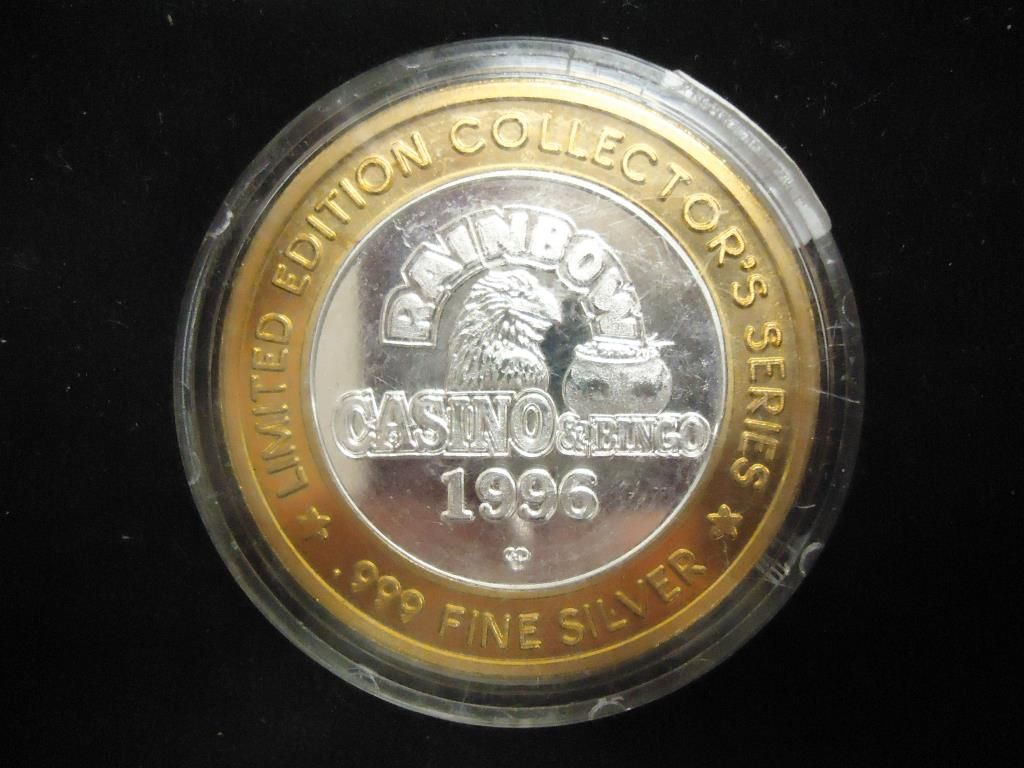 LIMITED EDITION COLLECTOR'S SERIES
RAINBOW
CASINO & BINGO
1996
.999 FINE SILVER